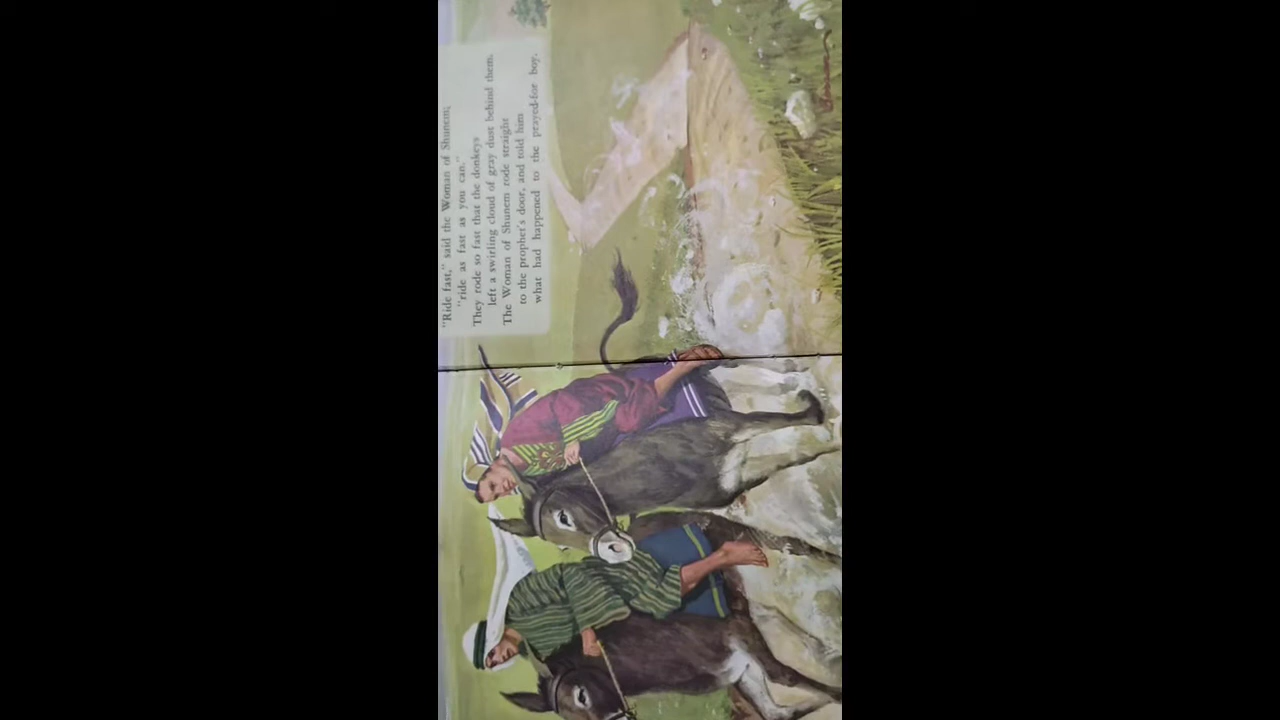 "Ride fast," said the Woman of Shunem;
"ride as fast as you can."
They rode so fast that the donkeys
left a swirling cloud of gray dust behind them.
The Woman of Shunem rode straight
to the prophet's door, and told him
what had happened to the prayed-for boy.